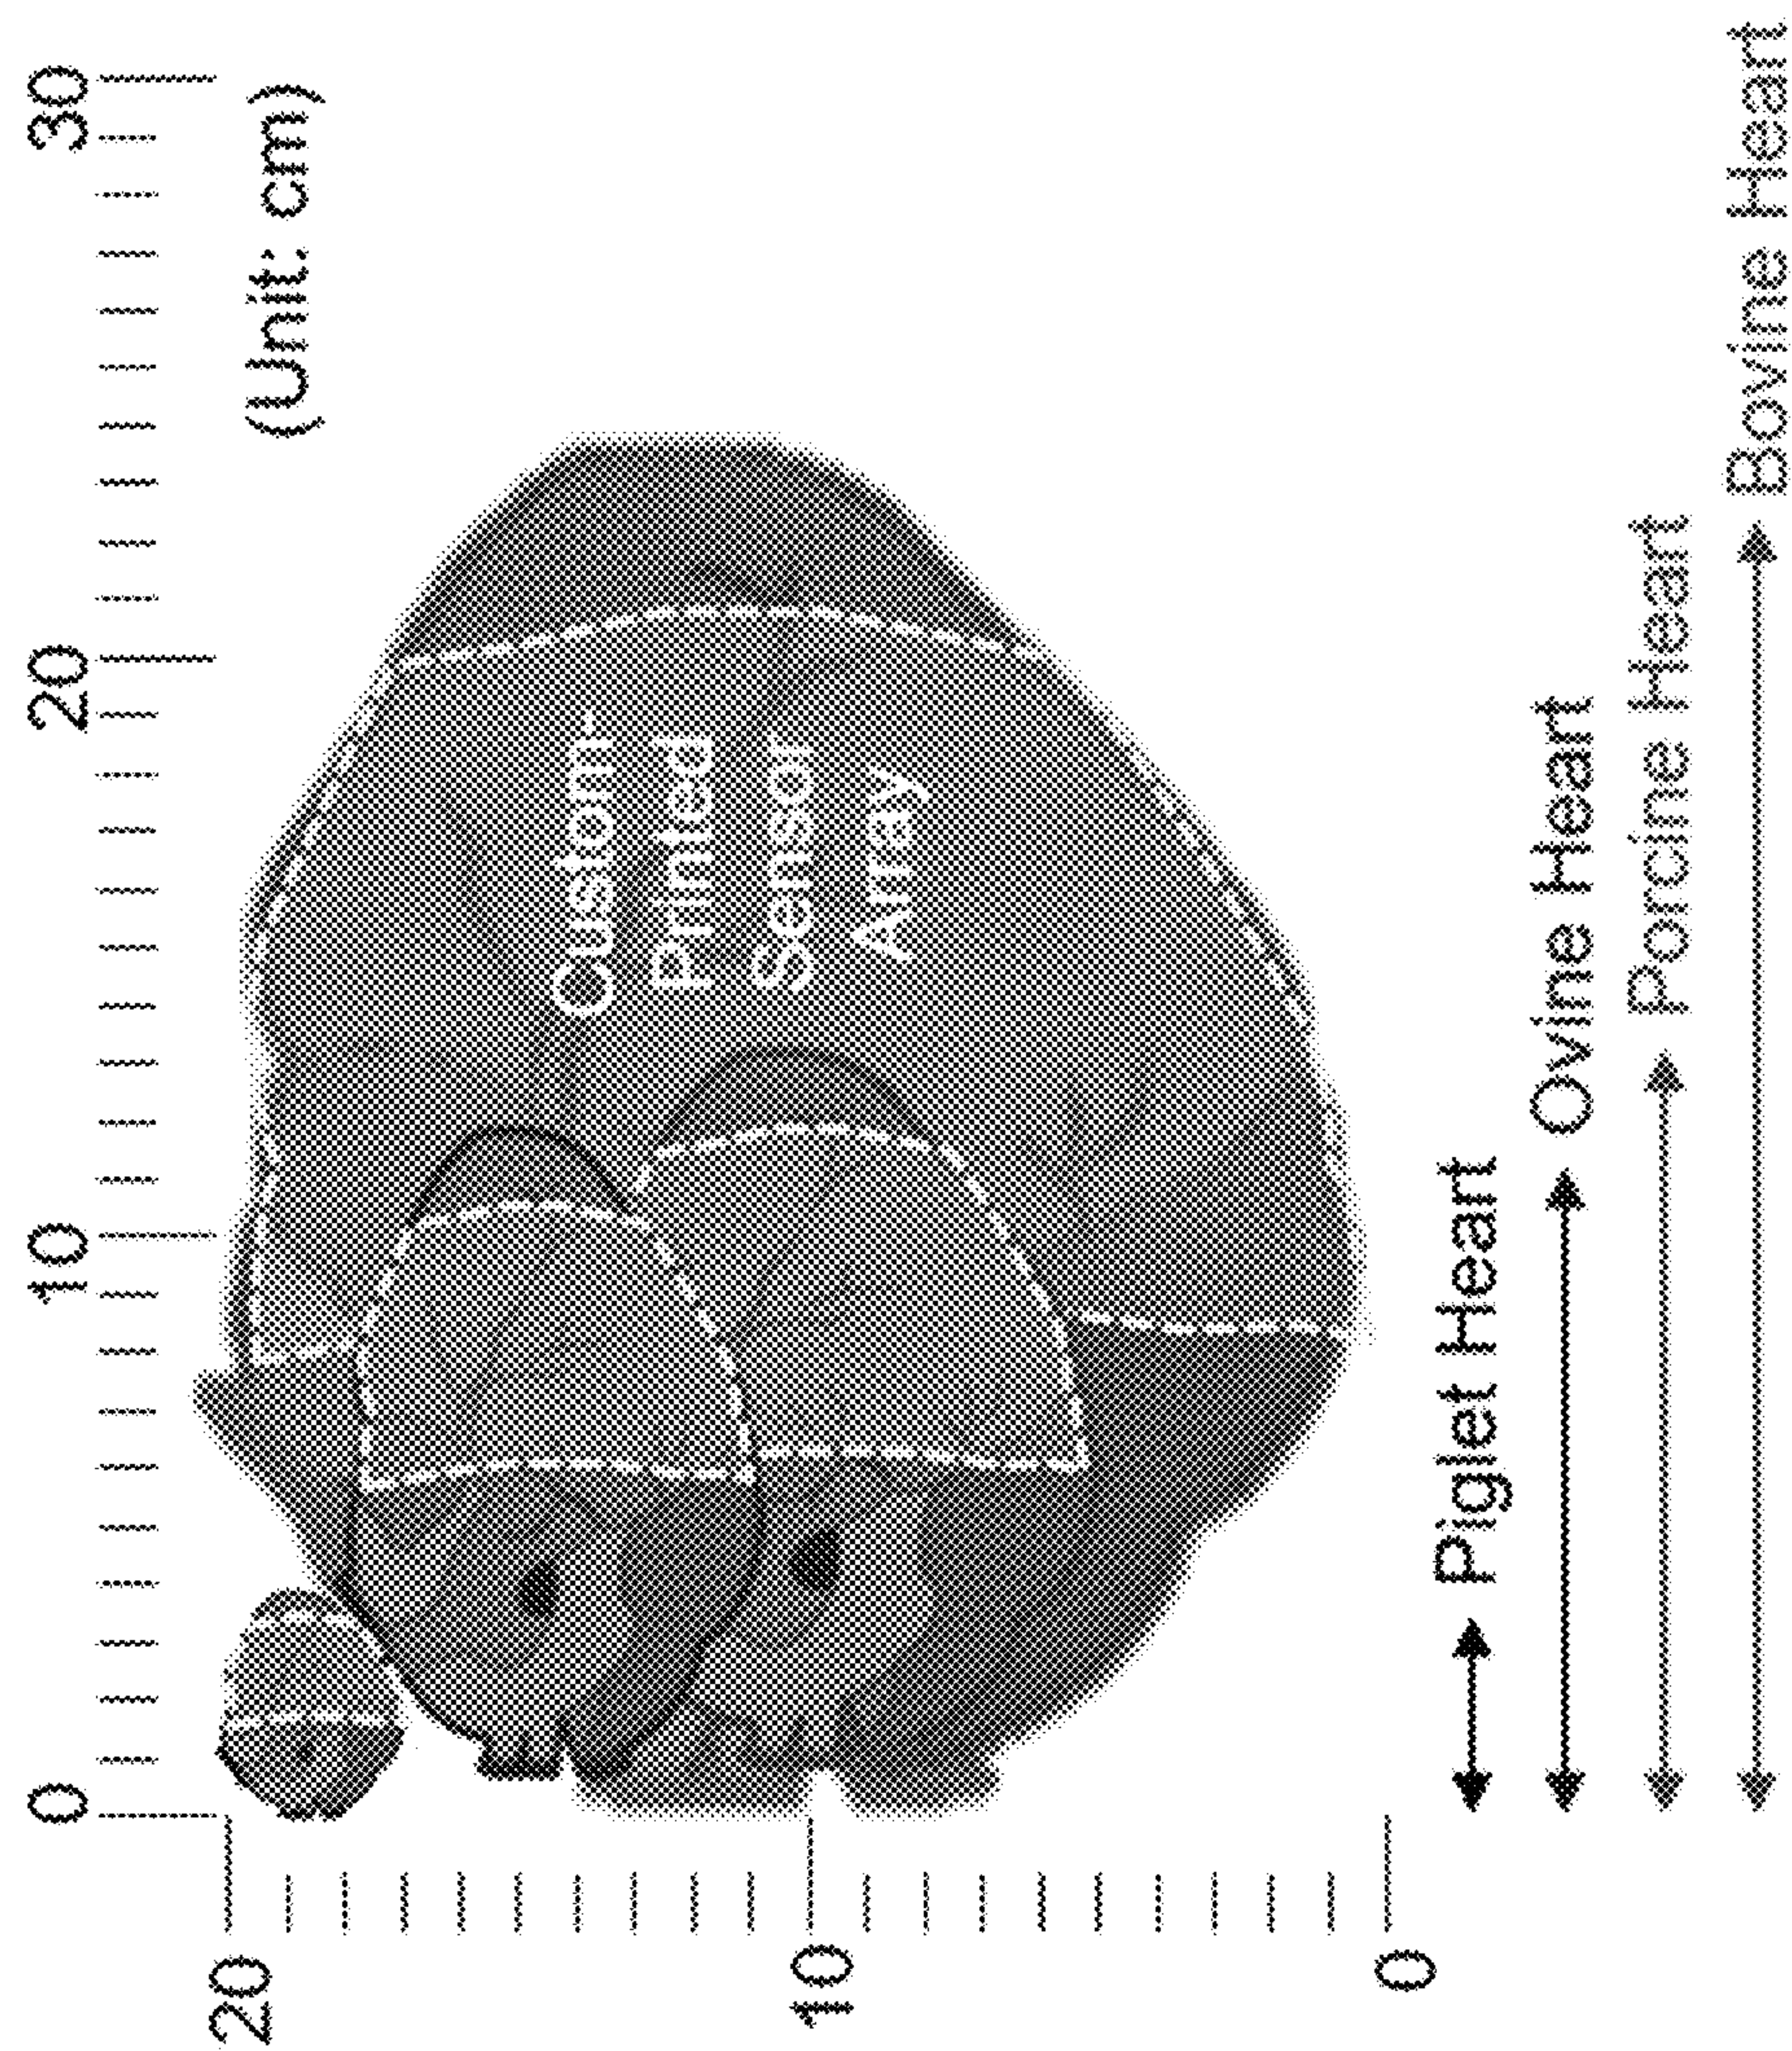 0
10
20
30
(Unit: cm)
20
10
0
Custom-
Printed
Sensor
Array
Piglet Heart
Ovine Heart
Porcine Heart
Bovine Heart